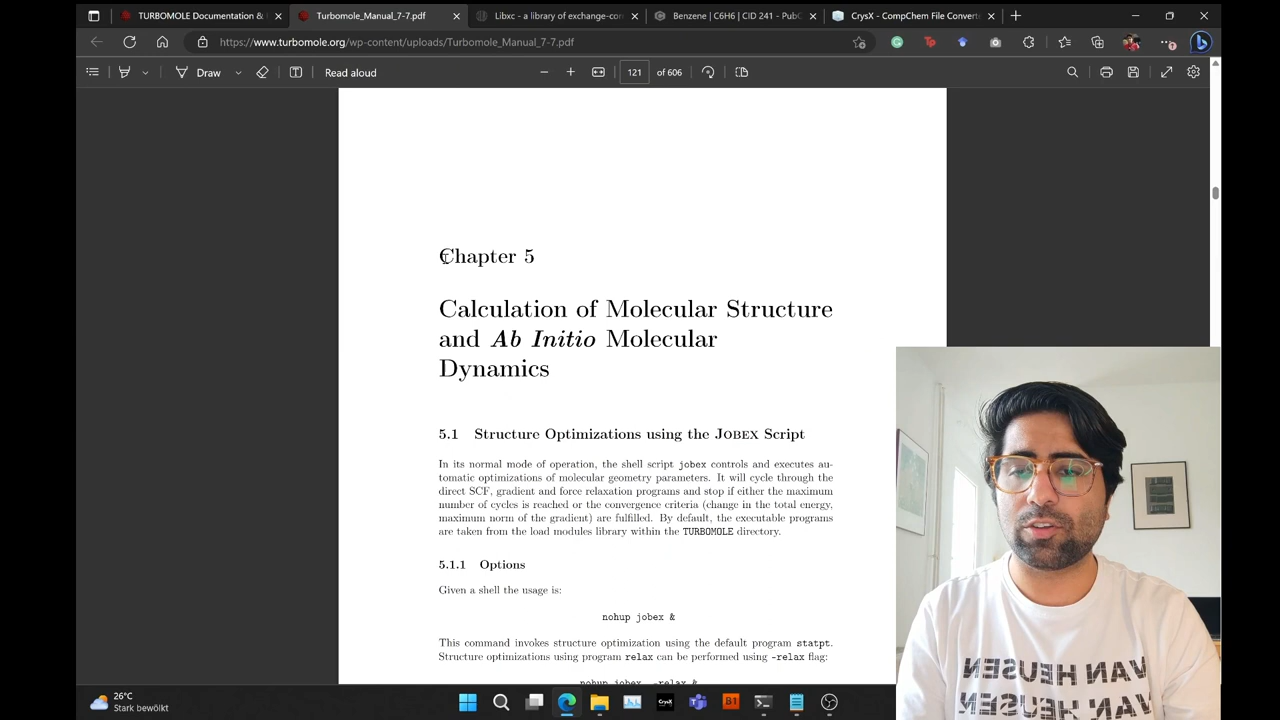 TURBOMOLE Documentation &
Turbomole_Manual_7-7.pdf
Libxc - a library of exchange-cor
Benzene | C6H6 | CID 241 - PubC
CrysX - CompChem File Converte
https://www.turbomole.org/wp-content/uploads/Turbomole_Manual_7-7.pdf
Draw
Read aloud
121 of 606
Chapter 5
Calculation of Molecular Structure
and Ab Initio Molecular
Dynamics
5.1 Structure Optimizations using the JOBEX Script
In its normal mode of operation, the shell script jobex controls and executes au-
tomatic optimizations of molecular geometry parameters. It will cycle through the
direct SCF, gradient and force relaxation programs and stop if either the maximum
number of cycles is reached or the convergence criteria (change in the total energy,
maximum norm of the gradient) are fulfilled. By default, the executable programs
are taken from the load modules library within the TURBOMOLE directory.
5.1.1 Options
Given a shell the usage is:
nohup jobex &
This command invokes structure optimization using the default program statpt.
Structure optimizations using program relax can be performed using -relax flag:
nohup jobex -relax &
VAN HEUSEN
VAN HEUSEN
26°C
Stark bewölkt
CrysX
B1